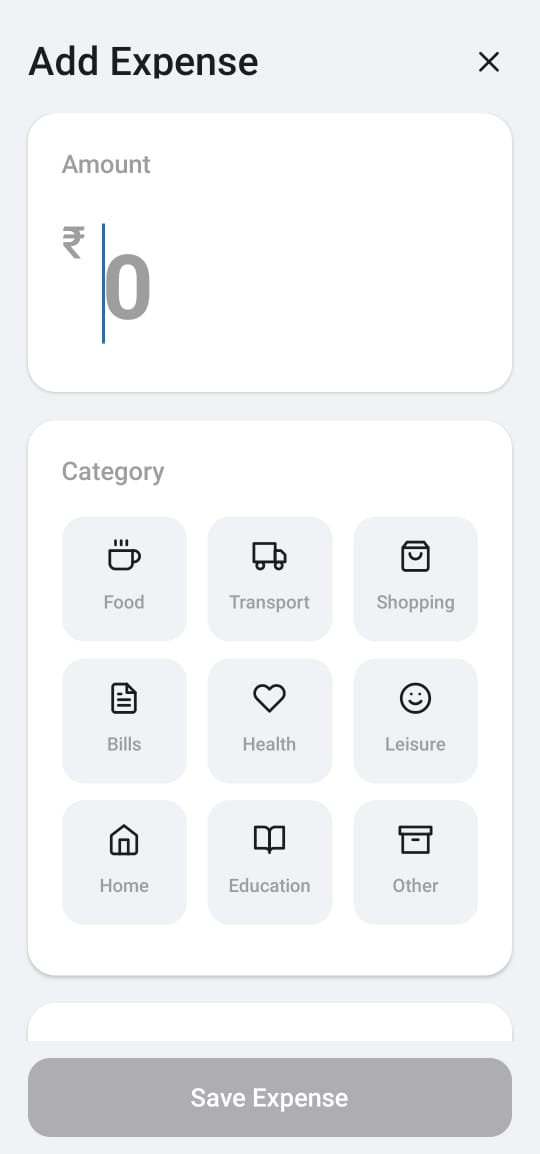 Add Expense
Amount
₹ 0
Category
Food Transport Shopping
Bills Health Leisure
Home Education Other
Save Expense